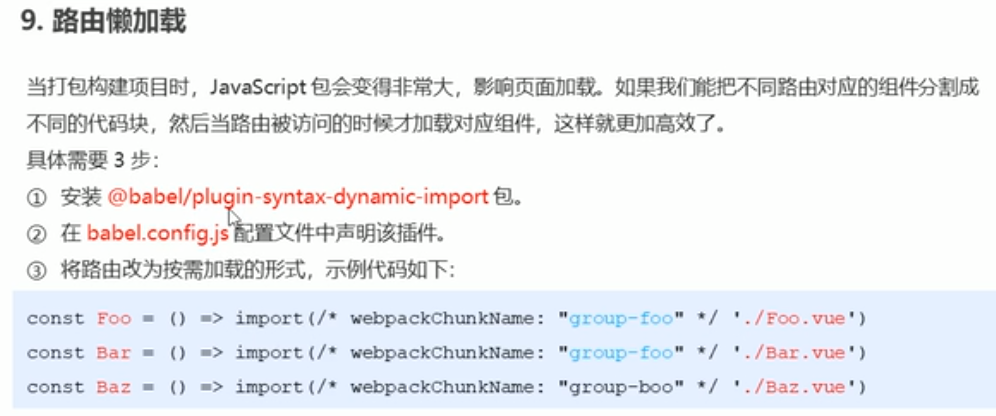 9. 路由懒加载
当打包构建项目时，JavaScript 包会变得非常大，影响页面加载。如果我们能把不同路由对应的组件分割成
不同的代码块，然后当路由被访问的时候才加载对应组件，这样就更加高效了。
具体需要 3 步：
① 安装 @babel/plugin-syntax-dynamic-import 包。
② 在 babel.config.js 配置文件中声明该插件。
③ 将路由改为按需加载的形式，示例代码如下：
const Foo = () => import(/* webpackChunkName: "group-foo" */ './Foo.vue')
const Bar = () => import(/* webpackChunkName: "group-foo" */ './Bar.vue')
const Baz = () => import(/* webpackChunkName: "group-boo" */ './Baz.vue')